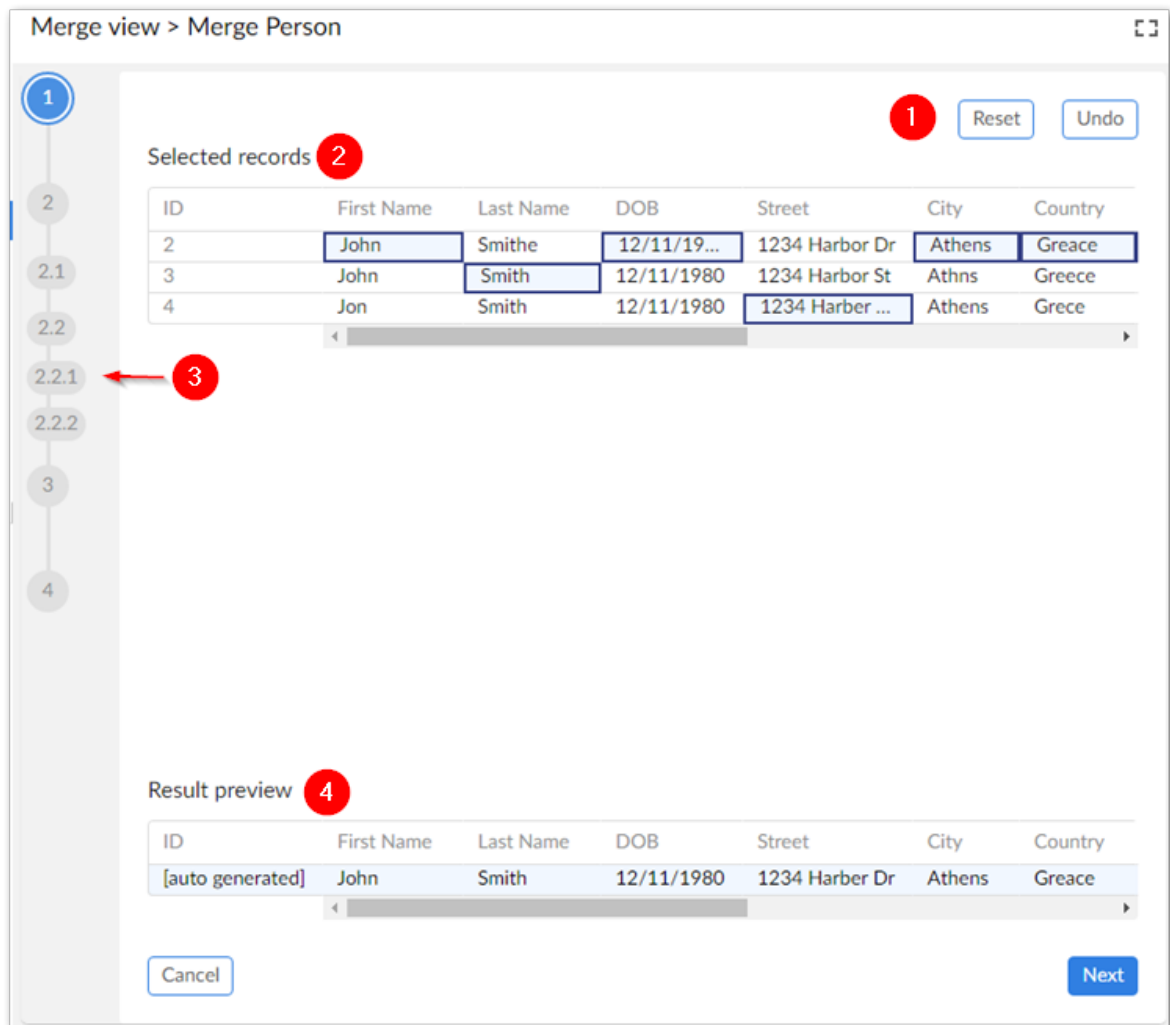 Merge view > Merge Person
1
1 Reset Undo
Selected records 2
2
ID First Name Last Name DOB Street City Country
2 John Smithe 12/11/19... 1234 Harbor Dr Athens Greace
2.1
3 John Smith 12/11/1980 1234 Harbor St Athns Greece
4 Jon Smith 12/11/1980 1234 Harber ... Athens Grece
2.2
2.2.1 3
2.2.2
3
4
Result preview 4
ID First Name Last Name DOB Street City Country
[auto generated] John Smith 12/11/1980 1234 Harber Dr Athens Greace
Cancel Next